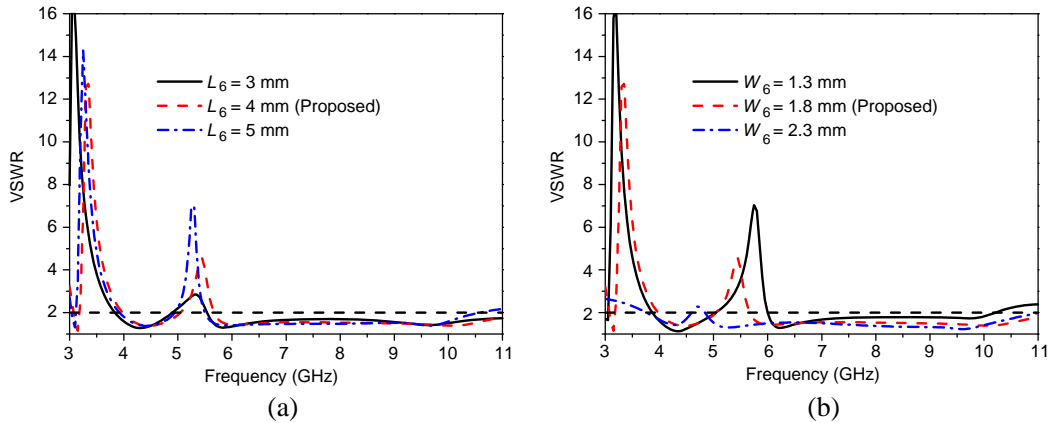 16
14
12
10
8
6
4
2
VSWR
L6 = 3 mm
L6 = 4 mm (Proposed)
L6 = 5 mm
3 4 5 6 7 8 9 10 11
Frequency (GHz)
(a)
16
14
12
10
8
6
4
2
VSWR
W6 = 1.3 mm
W6 = 1.8 mm (Proposed)
W6 = 2.3 mm
3 4 5 6 7 8 9 10 11
Frequency (GHz)
(b)